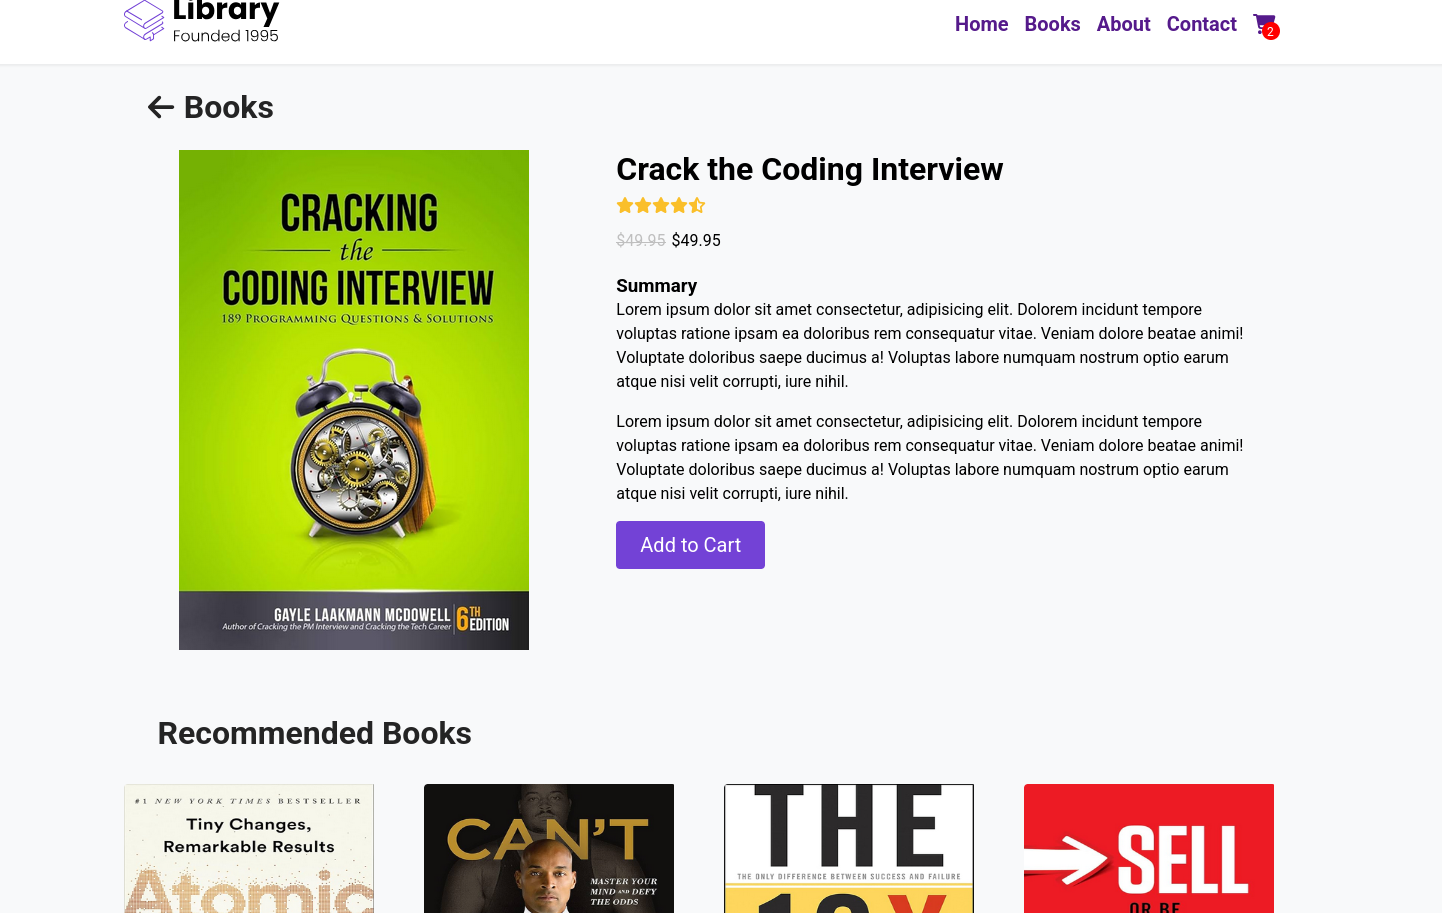 Library
Founded 1995
Home Books About Contact 2
Books
CRACKING
the
CODING INTERVIEW
189 PROGRAMMING QUESTIONS & SOLUTIONS
GAYLE LAAKMANN MCDOWELL
Author of Cracking the PM Interview and Cracking the Tech Career
6TH EDITION
Crack the Coding Interview
$49.95 $49.95
Summary
Lorem ipsum dolor sit amet consectetur, adipisicing elit. Dolorem incidunt tempore
voluptas ratione ipsam ea doloribus rem consequatur vitae. Veniam dolore beatae animi!
Voluptate doloribus saepe ducimus a! Voluptas labore numquam nostrum optio earum
atque nisi velit corrupti, iure nihil.
Lorem ipsum dolor sit amet consectetur, adipisicing elit. Dolorem incidunt tempore
voluptas ratione ipsam ea doloribus rem consequatur vitae. Veniam dolore beatae animi!
Voluptate doloribus saepe ducimus a! Voluptas labore numquam nostrum optio earum
atque nisi velit corrupti, iure nihil.
Add to Cart
Recommended Books
#1 NEW YORK TIMES BESTSELLER
Tiny Changes,
Remarkable Results
Atomic
CAN'T
MASTER YOUR
MIND AND DEFY
THE ODDS
THE
THE ONLY DIFFERENCE BETWEEN SUCCESS AND FAILURE
10X
SELL
OR BE